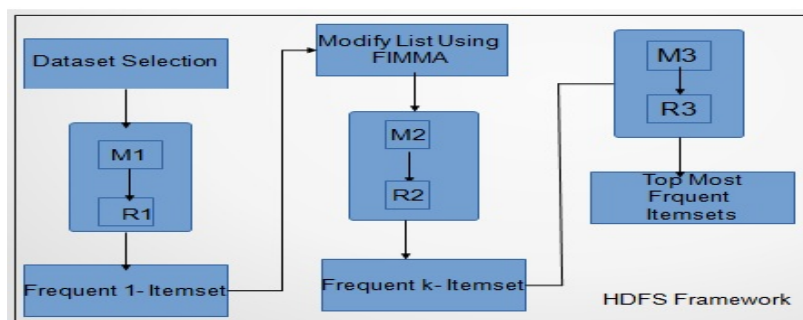 Dataset Selection
M1
R1
Frequent 1- Itemset
Modify List Using
FIMMA
M2
R2
Frequent k- Itemset
M3
R3
Top Most
Frquent
Itemsets
HDFS Framework